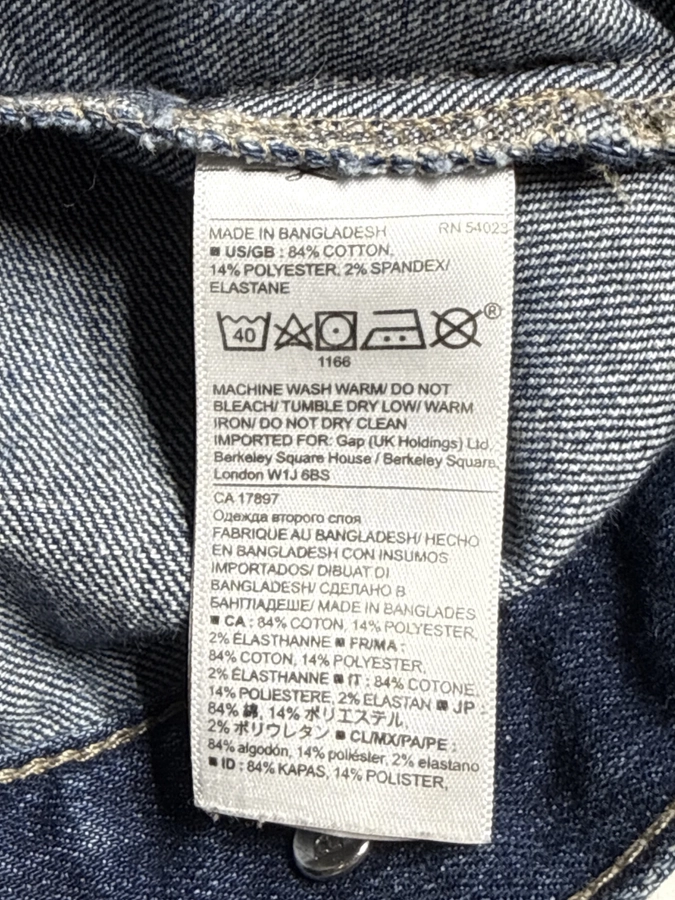 MADE IN BANGLADESH RN 54023
■ US/GB : 84% COTTON,
14% POLYESTER, 2% SPANDEX/
ELASTANE
40
®
1166
MACHINE WASH WARM/ DO NOT
BLEACH/ TUMBLE DRY LOW/ WARM
IRON/ DO NOT DRY CLEAN
IMPORTED FOR: Gap (UK Holdings) Ltd.
Berkeley Square House / Berkeley Square,
London W1J 6BS
CA 17897
Одежда второго слоя
FABRIQUE AU BANGLADESH/ HECHO
EN BANGLADESH CON INSUMOS
IMPORTADOS/ DIBUAT DI
BANGLADESH/ СДЕЛАНО В
БАНГЛАДЕШЕ/ MADE IN BANGLADES
■ CA : 84% COTON, 14% POLYESTER,
2% ÉLASTHANNE ■ FR/MA :
84% COTON, 14% POLYESTER,
2% ÉLASTHANNE ■ IT : 84% COTONE,
14% POLIESTERE, 2% ELASTAN ■ JP :
84% 綿, 14% ポリエステル,
2% ポリウレタン ■ CL/MX/PA/PE :
84% algodón, 14% poliéster, 2% elastano
■ ID : 84% KAPAS, 14% POLISTER,